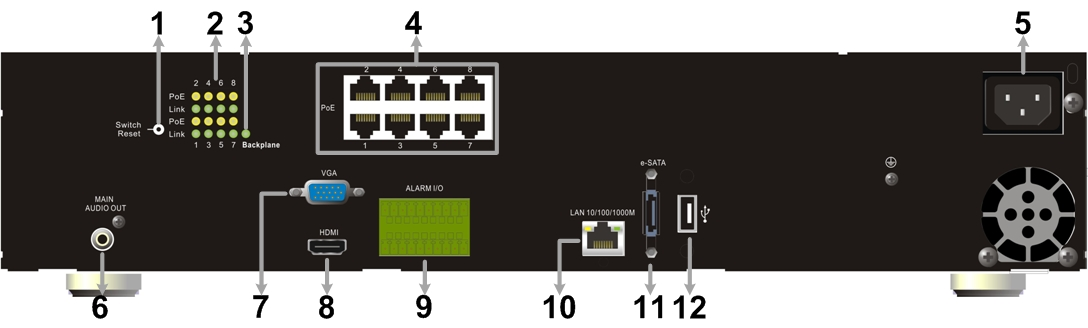 1 2 3 4 5
2 4 6 8
PoE
Link
PoE
Link
1 3 5 7 Backplane
Switch
Reset
2 4 6 8
PoE
1 3 5 7
MAIN
AUDIO OUT
VGA
HDMI
ALARM I/O
LAN 10/100/1000M
e-SATA
6 7 8 9 10 11 12